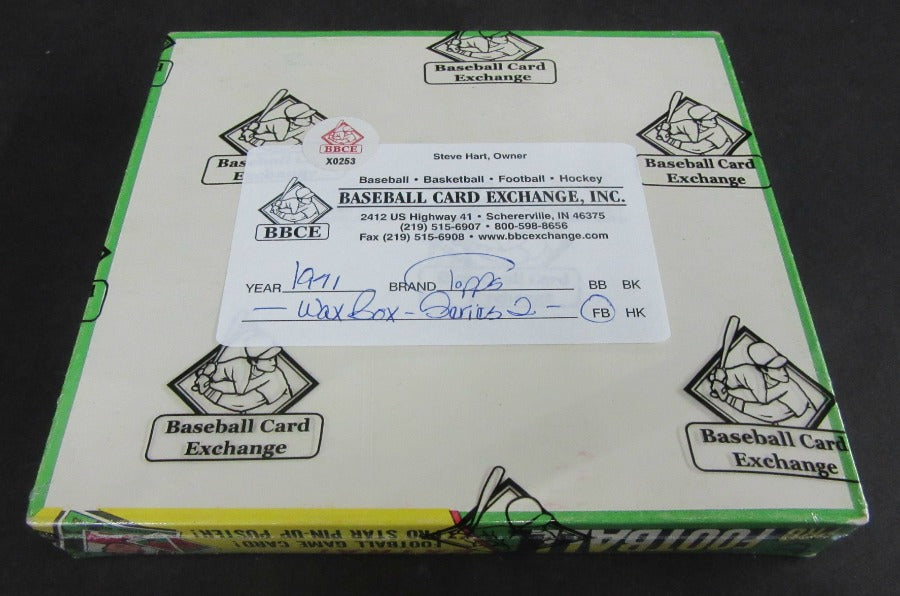 Baseball Card
Exchange
BBCE
X0253
Bas
Baseball Card
Exchange
Steve Hart, Owner
Baseball • Basketball • Football • Hockey
BASEBALL CARD EXCHANGE, INC.
2412 US Highway 41 • Schererville, IN 46375
(219) 515-6907 • 800-598-8656
Fax (219) 515-6908 • www.bbcexchange.com
BBCE
YEAR 1971 BRAND Topps BB BK
- Wax Box - Series 2 - FB HK
Baseball Card
Exchange
Baseball Card
Exchange
FOOTBALL GAME CARD!
PRO STAR PIN-UP POSTER!
FOOTBALL